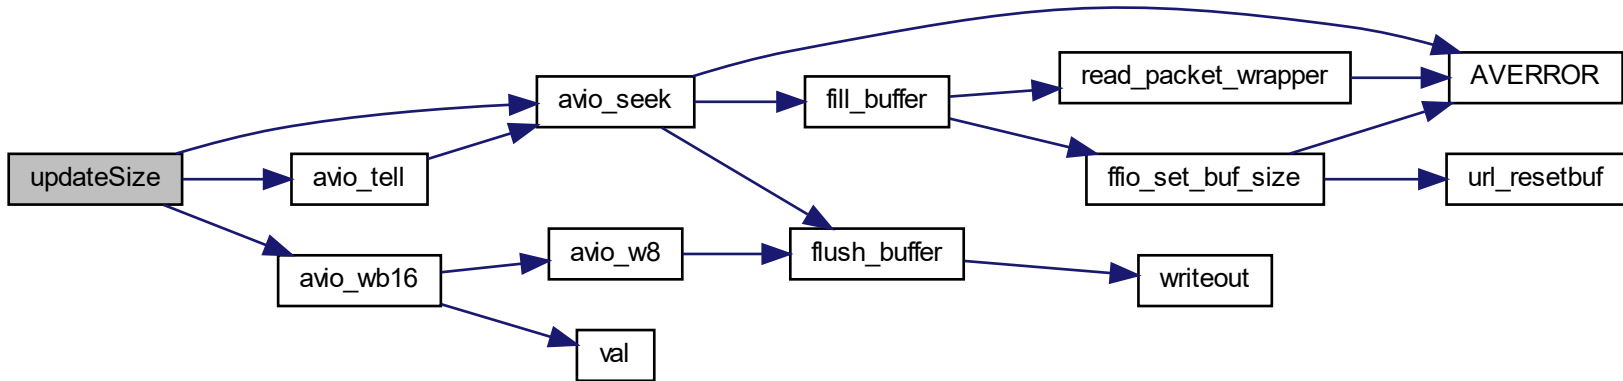 updateSize
avio_seek
avio_tell
avio_wb16
avio_w8
val
fill_buffer
flush_buffer
read_packet_wrapper
ffio_set_buf_size
writeout
AVERROR
url_resetbuf